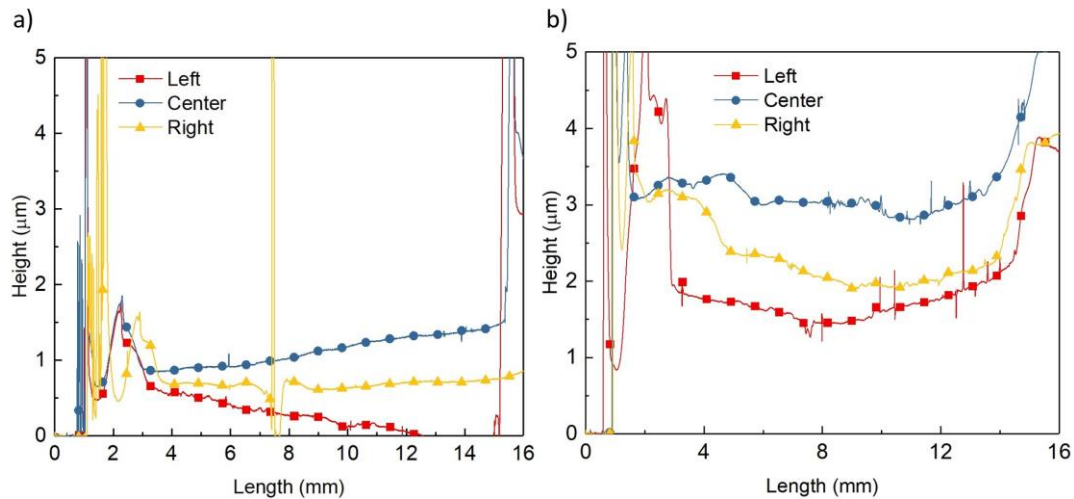 a)
5
4
3
2
1
0
Height (μm)
Left
Center
Right
0 2 4 6 8 10 12 14 16
Length (mm)
b)
5
4
3
2
1
0
Height (μm)
Left
Center
Right
0 4 8 12 16
Length (mm)